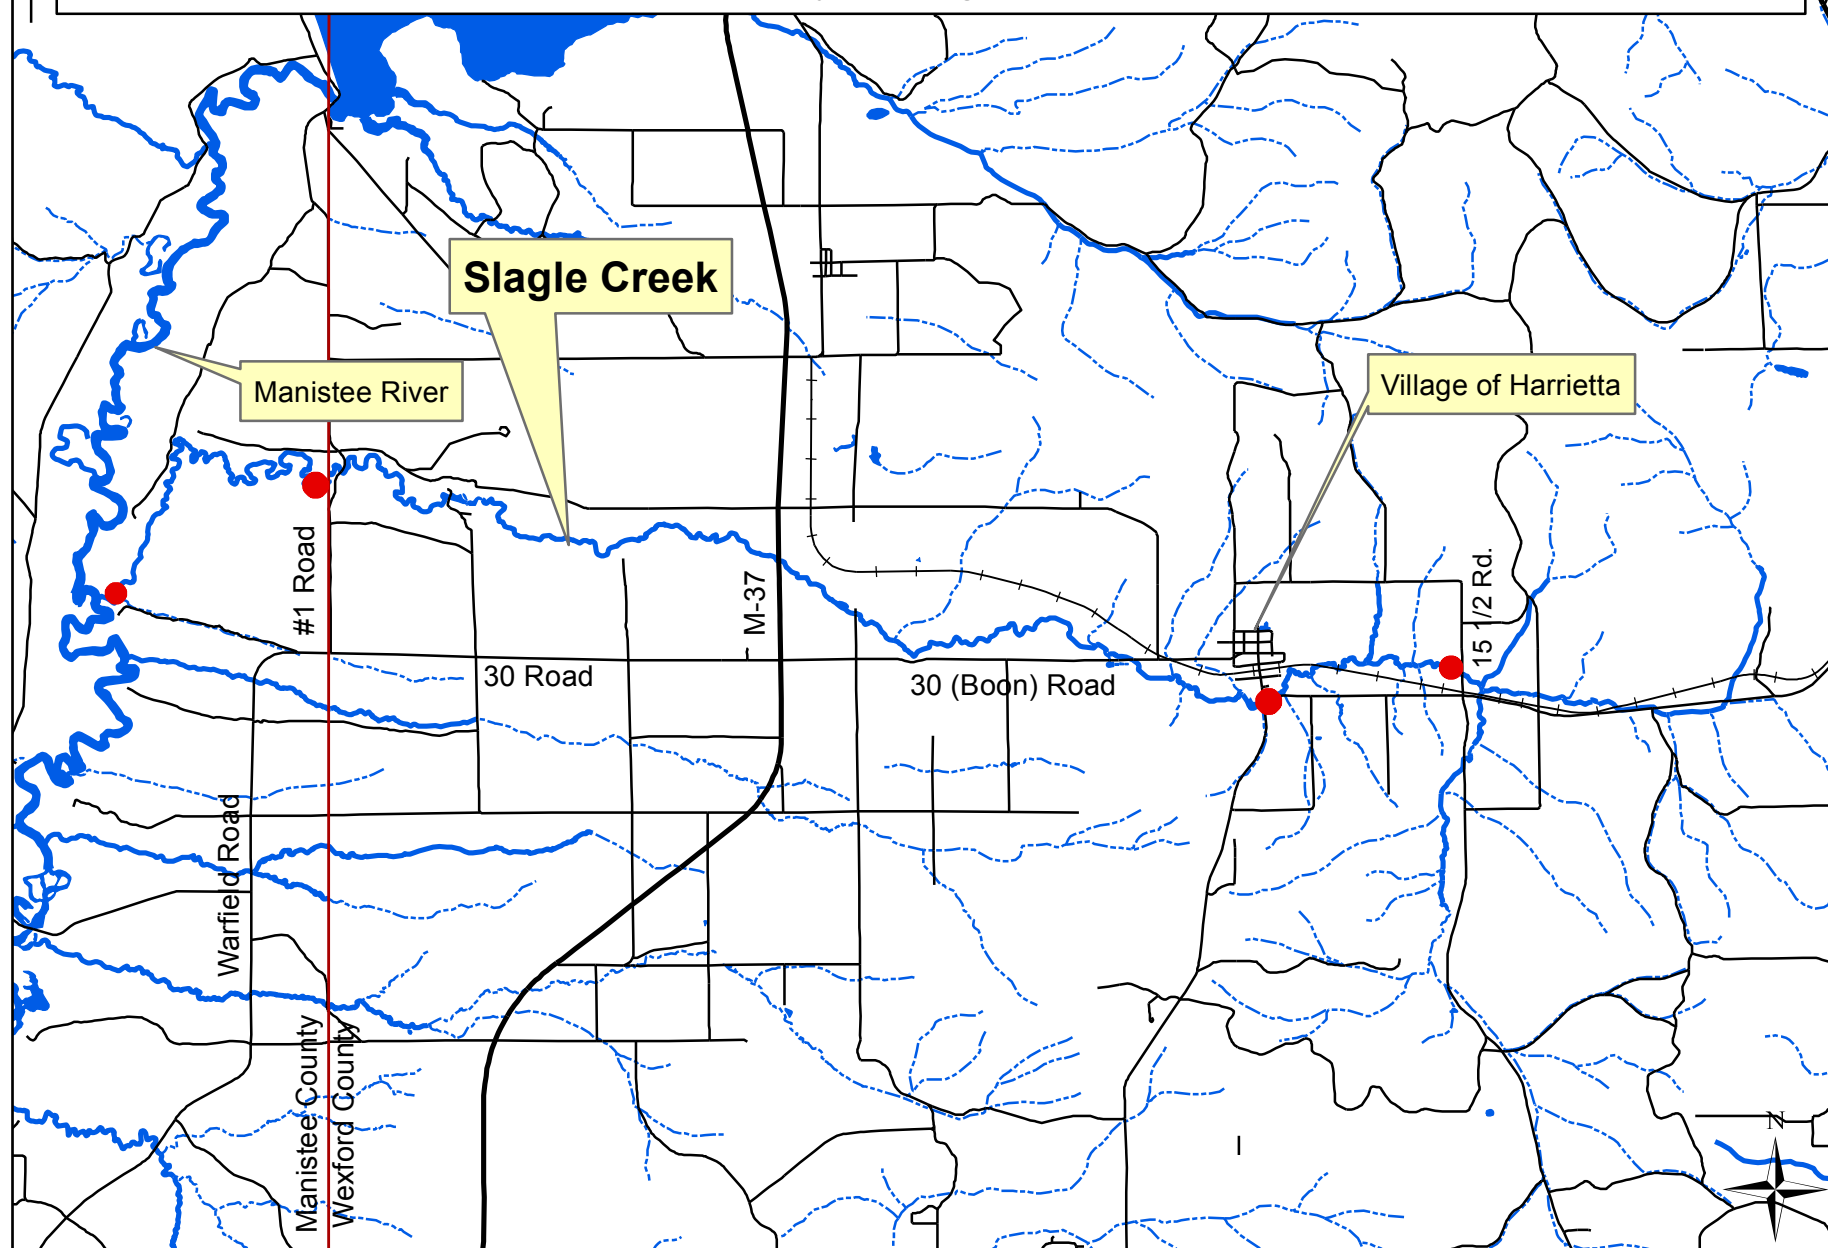 Slagle Creek
Manistee River
Village of Harrietta
#1 Road
M-37
15 1/2 Rd.
30 Road
30 (Boon) Road
Warfield Road
Manistee County
Wexford County
N